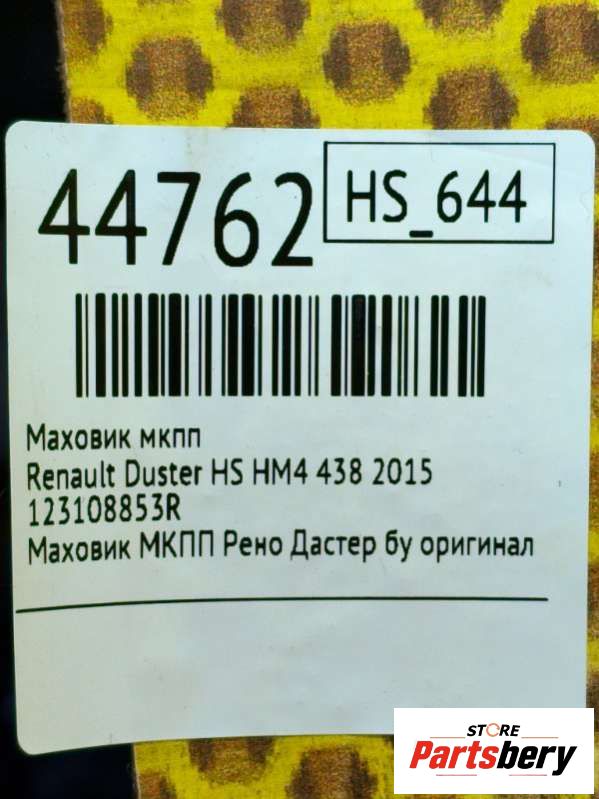 44762
HS_644
Маховик мкпп
Renault Duster HS HM4 438 2015
123108853R
Маховик МКПП Рено Дастер бу оригинал
STORE
Partsbery